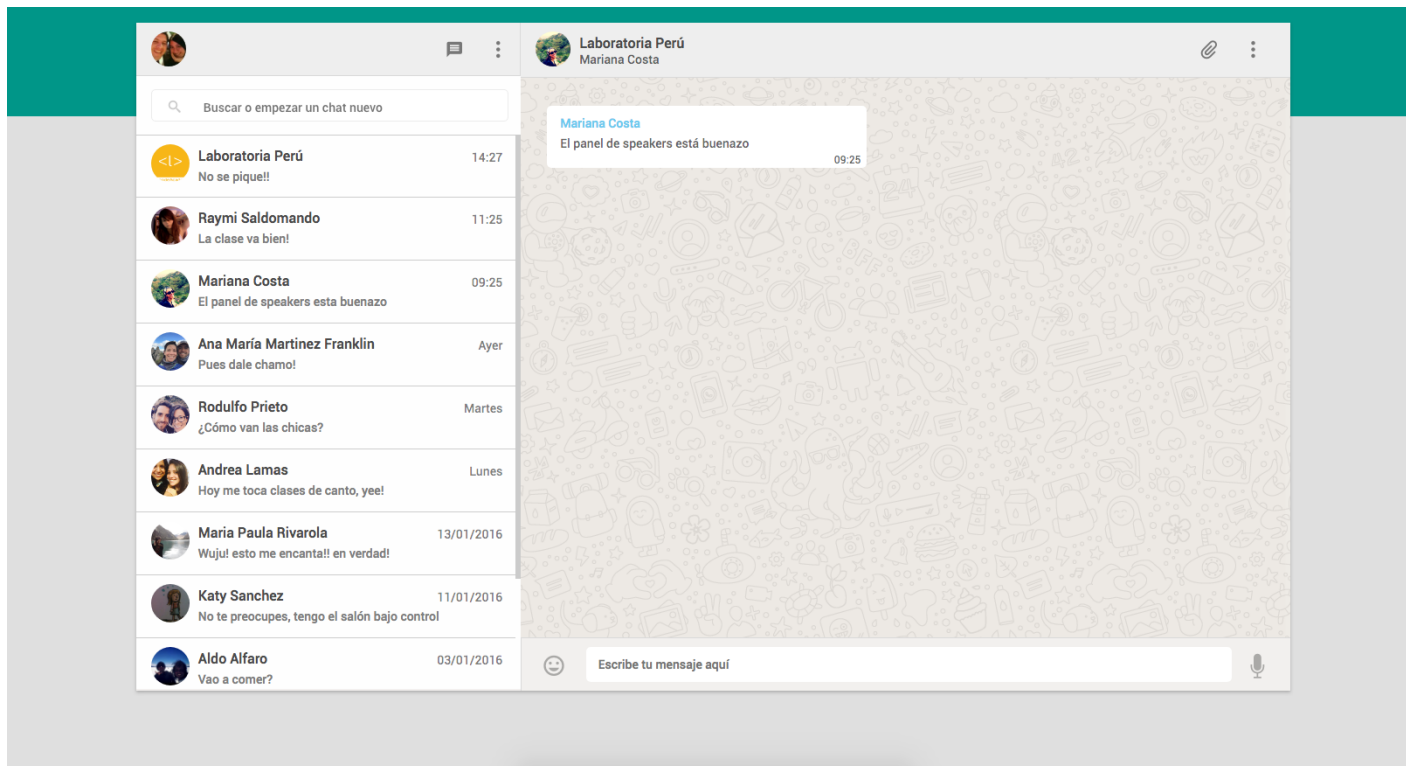 Laboratoria Perú
Mariana Costa
Buscar o empezar un chat nuevo
<l>
Laboratoria Perú 14:27
No se pique!!
Raymi Saldomando 11:25
La clase va bien!
Mariana Costa 09:25
El panel de speakers esta buenazo
Ana María Martinez Franklin Ayer
Pues dale chamo!
Rodulfo Prieto Martes
¿Cómo van las chicas?
Andrea Lamas Lunes
Hoy me toca clases de canto, yee!
Maria Paula Rivarola 13/01/2016
Wuju! esto me encanta!! en verdad!
Katy Sanchez 11/01/2016
No te preocupes, tengo el salón bajo control
Aldo Alfaro 03/01/2016
Vao a comer?
Mariana Costa
El panel de speakers está buenazo
09:25
Escribe tu mensaje aquí